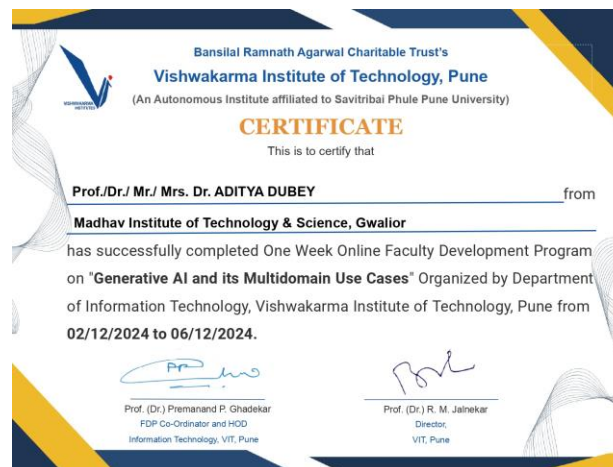 Bansilal Ramnath Agarwal Charitable Trust's
Vishwakarma Institute of Technology, Pune
(An Autonomous Institute affiliated to Savitribai Phule Pune University)
VISHWAKARMA
INSTITUTES
CERTIFICATE
This is to certify that
Prof./Dr./ Mr./ Mrs. Dr. ADITYA DUBEY from
Madhav Institute of Technology & Science, Gwalior
has successfully completed One Week Online Faculty Development Program
on "Generative AI and its Multidomain Use Cases" Organized by Department
of Information Technology, Vishwakarma Institute of Technology, Pune from
02/12/2024 to 06/12/2024.
Prof. (Dr.) Premanand P. Ghadekar
FDP Co-Ordinator and HOD
Information Technology, VIT, Pune
Prof. (Dr.) R. M. Jalnekar
Director,
VIT, Pune